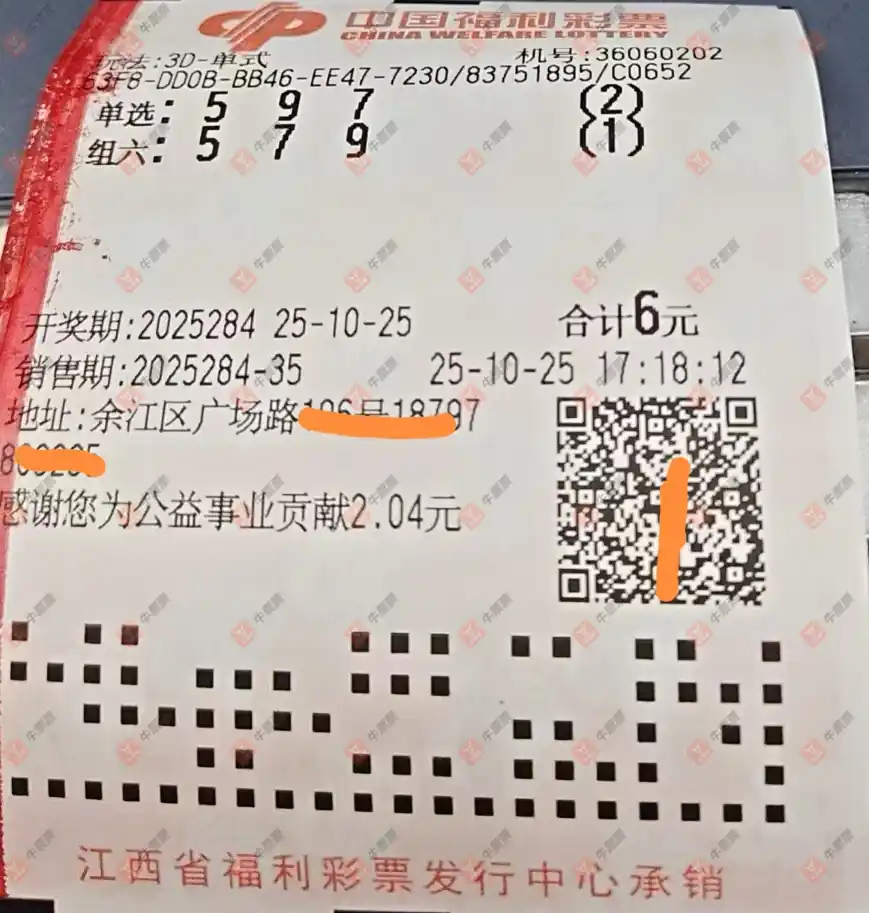 中国福利彩票
CHINA WELFARE LOTTERY
玩法:3D-单式 机号:36060202
63F8-DD0B-BB46-EE47-7230/83751895/C0652
单选: 5 9 7 (2)
组六: 5 7 9 (1)
开奖期:2025284 25-10-25 合计6元
销售期:2025284-35 25-10-25 17:18:12
地址:余江区广场路
感谢您为公益事业贡献2.04元
江西省福利彩票发行中心承销
牛票票